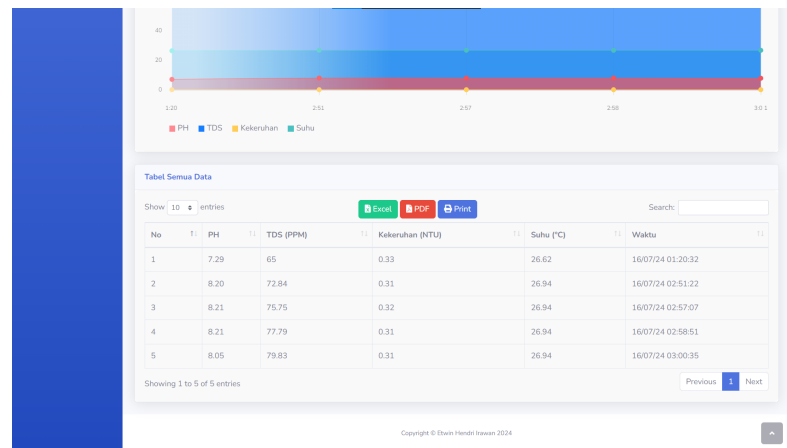 40
20
0
1:20 2:51 2:57 2:58 3:0 1
PH TDS Kekeruhan Suhu
Tabel Semua Data
Show 10 entries Excel PDF Print Search:
No PH TDS (PPM) Kekeruhan (NTU) Suhu (°C) Waktu
1 7.29 65 0.33 26.62 16/07/24 01:20:32
2 8.20 72.84 0.31 26.94 16/07/24 02:51:22
3 8.21 75.75 0.32 26.94 16/07/24 02:57:07
4 8.21 77.79 0.31 26.94 16/07/24 02:58:51
5 8.05 79.83 0.31 26.94 16/07/24 03:00:35
Showing 1 to 5 of 5 entries Previous 1 Next
Copyright © Etwin Hendri Irawan 2024